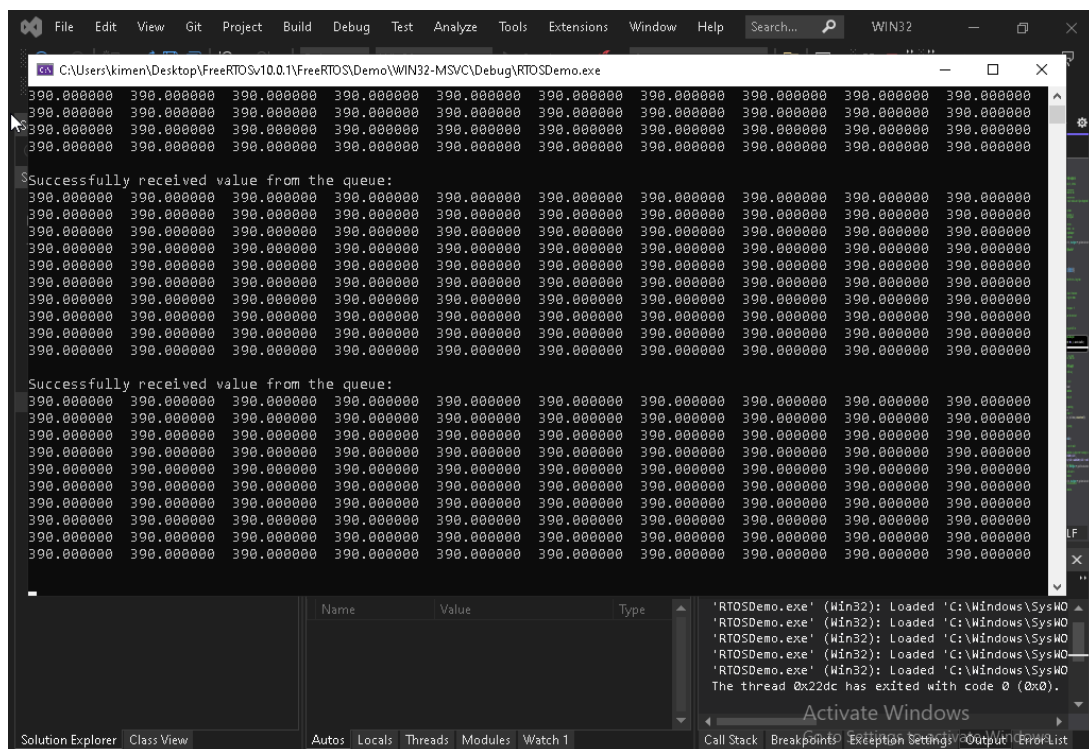 File Edit View Git Project Build Debug Test Analyze Tools Extensions Window Help Search... WIN32
C:\Users\kimen\Desktop\FreeRTOSv10.0.1\FreeRTOS\Demo\WIN32-MSVC\Debug\RTOSDemo.exe
390.000000 390.000000 390.000000 390.000000 390.000000 390.000000 390.000000 390.000000 390.000000 390.000000
390.000000 390.000000 390.000000 390.000000 390.000000 390.000000 390.000000 390.000000 390.000000 390.000000
390.000000 390.000000 390.000000 390.000000 390.000000 390.000000 390.000000 390.000000 390.000000 390.000000
390.000000 390.000000 390.000000 390.000000 390.000000 390.000000 390.000000 390.000000 390.000000 390.000000
Successfully received value from the queue:
390.000000 390.000000 390.000000 390.000000 390.000000 390.000000 390.000000 390.000000 390.000000 390.000000
390.000000 390.000000 390.000000 390.000000 390.000000 390.000000 390.000000 390.000000 390.000000 390.000000
390.000000 390.000000 390.000000 390.000000 390.000000 390.000000 390.000000 390.000000 390.000000 390.000000
390.000000 390.000000 390.000000 390.000000 390.000000 390.000000 390.000000 390.000000 390.000000 390.000000
390.000000 390.000000 390.000000 390.000000 390.000000 390.000000 390.000000 390.000000 390.000000 390.000000
390.000000 390.000000 390.000000 390.000000 390.000000 390.000000 390.000000 390.000000 390.000000 390.000000
390.000000 390.000000 390.000000 390.000000 390.000000 390.000000 390.000000 390.000000 390.000000 390.000000
390.000000 390.000000 390.000000 390.000000 390.000000 390.000000 390.000000 390.000000 390.000000 390.000000
390.000000 390.000000 390.000000 390.000000 390.000000 390.000000 390.000000 390.000000 390.000000 390.000000
390.000000 390.000000 390.000000 390.000000 390.000000 390.000000 390.000000 390.000000 390.000000 390.000000
Successfully received value from the queue:
390.000000 390.000000 390.000000 390.000000 390.000000 390.000000 390.000000 390.000000 390.000000 390.000000
390.000000 390.000000 390.000000 390.000000 390.000000 390.000000 390.000000 390.000000 390.000000 390.000000
390.000000 390.000000 390.000000 390.000000 390.000000 390.000000 390.000000 390.000000 390.000000 390.000000
390.000000 390.000000 390.000000 390.000000 390.000000 390.000000 390.000000 390.000000 390.000000 390.000000
390.000000 390.000000 390.000000 390.000000 390.000000 390.000000 390.000000 390.000000 390.000000 390.000000
390.000000 390.000000 390.000000 390.000000 390.000000 390.000000 390.000000 390.000000 390.000000 390.000000
390.000000 390.000000 390.000000 390.000000 390.000000 390.000000 390.000000 390.000000 390.000000 390.000000
390.000000 390.000000 390.000000 390.000000 390.000000 390.000000 390.000000 390.000000 390.000000 390.000000
390.000000 390.000000 390.000000 390.000000 390.000000 390.000000 390.000000 390.000000 390.000000 390.000000
390.000000 390.000000 390.000000 390.000000 390.000000 390.000000 390.000000 390.000000 390.000000 390.000000
LF
Name Value Type
'RTOSDemo.exe' (Win32): Loaded 'C:\Windows\SysWO
'RTOSDemo.exe' (Win32): Loaded 'C:\Windows\SysWO
'RTOSDemo.exe' (Win32): Loaded 'C:\Windows\SysWO
'RTOSDemo.exe' (Win32): Loaded 'C:\Windows\SysWO
'RTOSDemo.exe' (Win32): Loaded 'C:\Windows\SysWO
The thread 0x22dc has exited with code 0 (0x0).
Activate Windows
Go to Settings to activate Windows.
Solution Explorer Class View Autos Locals Threads Modules Watch 1 Call Stack Breakpoints Exception Settings Output Error List